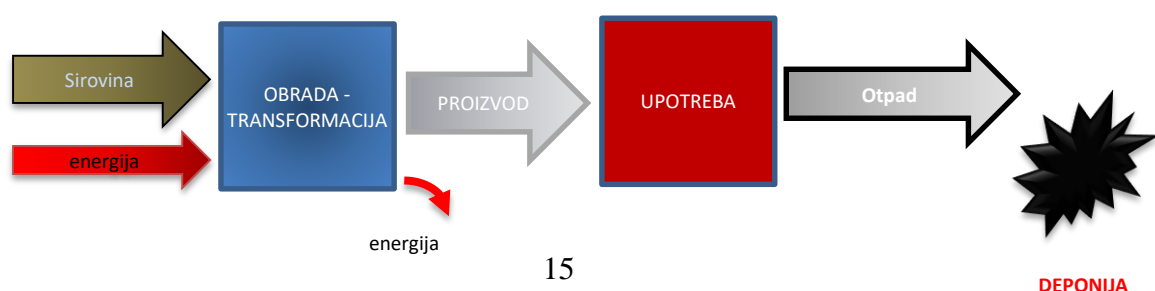 Sirovina
energija
OBRADA -
TRANSFORMACIJA
PROIZVOD
UPOTREBA
Otpad
energija
15
DEPONIJA